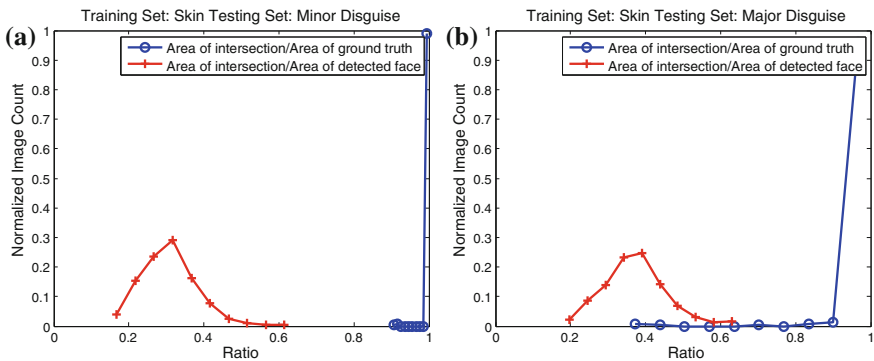 Training Set: Skin Testing Set: Minor Disguise
(a)
Area of intersection/Area of ground truth
Area of intersection/Area of detected face
Normalized Image Count
1
0.9
0.8
0.7
0.6
0.5
0.4
0.3
0.2
0.1
0
0 0.2 0.4 0.6 0.8 1
Ratio
Training Set: Skin Testing Set: Major Disguise
(b)
Area of intersection/Area of ground truth
Area of intersection/Area of detected face
Normalized Image Count
1
0.9
0.8
0.7
0.6
0.5
0.4
0.3
0.2
0.1
0
0 0.2 0.4 0.6 0.8 1
Ratio